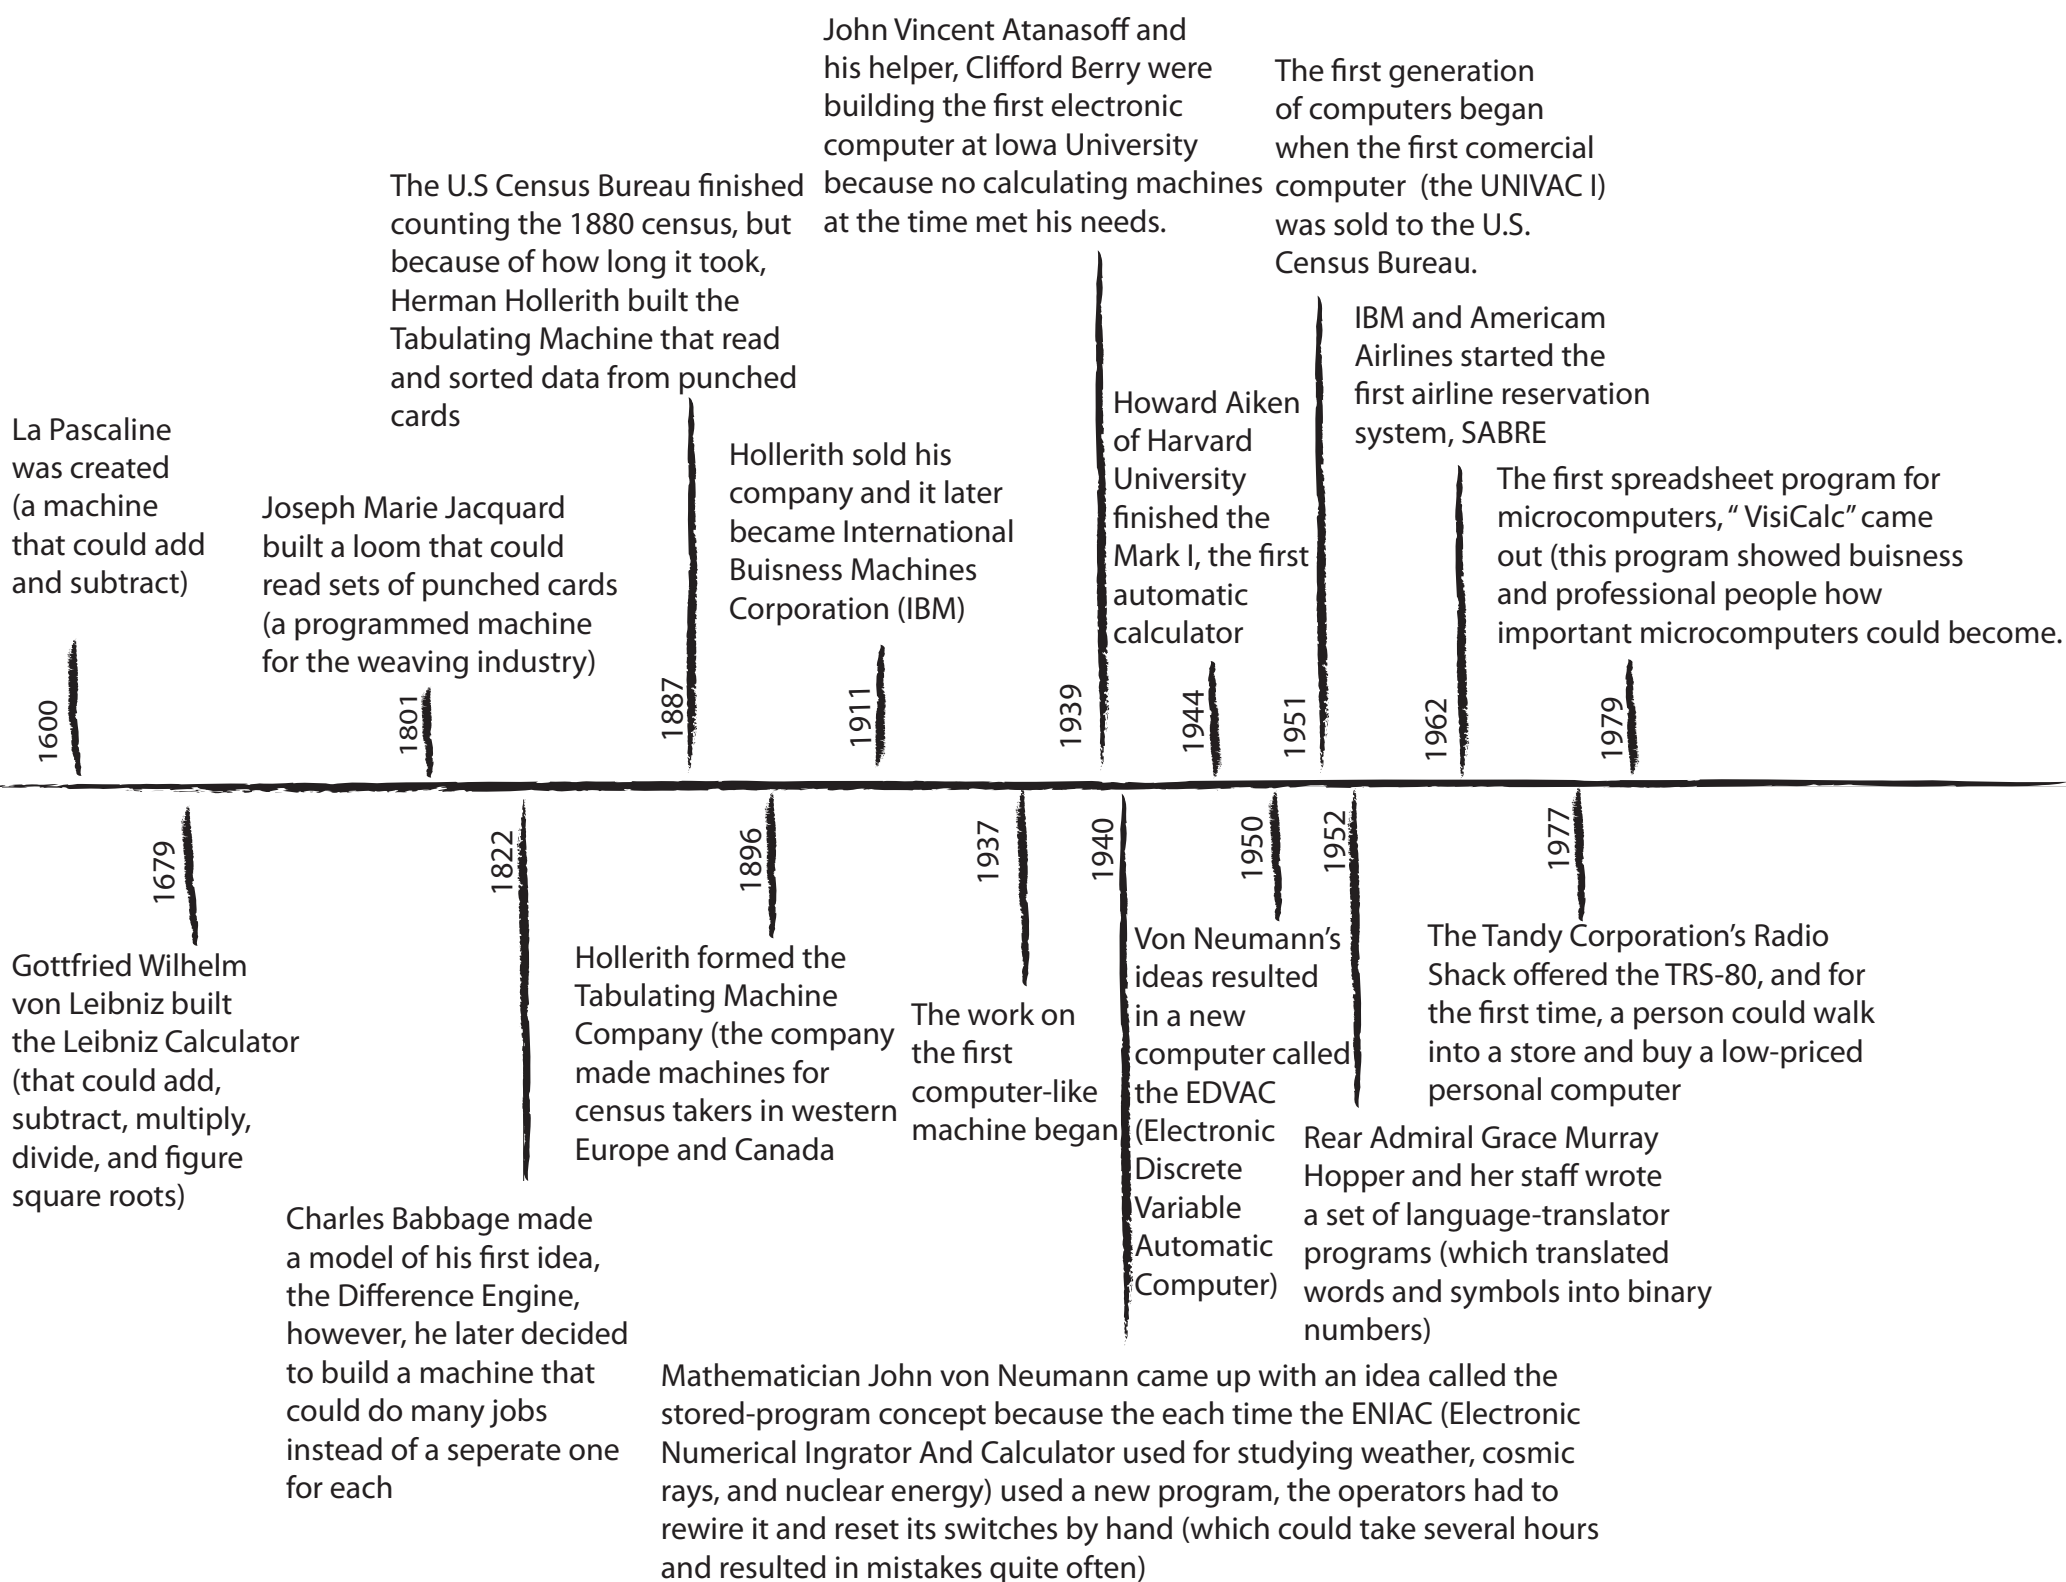 John Vincent Atanasoff and
his helper, Clifford Berry were
building the first electronic
computer at Iowa University
because no calculating machines
at the time met his needs.
The first generation
of computers began
when the first comercial
computer (the UNIVAC I)
was sold to the U.S.
Census Bureau.
The U.S Census Bureau finished
counting the 1880 census, but
because of how long it took,
Herman Hollerith built the
Tabulating Machine that read
and sorted data from punched
cards
IBM and Americam
Airlines started the
first airline reservation
system, SABRE
La Pascaline
was created
(a machine
that could add
and subtract)
Joseph Marie Jacquard
built a loom that could
read sets of punched cards
(a programmed machine
for the weaving industry)
Hollerith sold his
company and it later
became International
Buisness Machines
Corporation (IBM)
Howard Aiken
of Harvard
University
finished the
Mark I, the first
automatic
calculator
The first spreadsheet program for
microcomputers, “ VisiCalc” came
out (this program showed buisness
and professional people how
important microcomputers could become.
1600
1801
1887
1911
1939
1944
1951
1962
1979
1679
1822
1896
1937
1940
1950
1952
1977
Gottfried Wilhelm
von Leibniz built
the Leibniz Calculator
(that could add,
subtract, multiply,
divide, and figure
square roots)
Charles Babbage made
a model of his first idea,
the Difference Engine,
however, he later decided
to build a machine that
could do many jobs
instead of a seperate one
for each
Hollerith formed the
Tabulating Machine
Company (the company
made machines for
census takers in western
Europe and Canada
The work on
the first
computer-like
machine began
Von Neumann’s
ideas resulted
in a new
computer called
the EDVAC
(Electronic
Discrete
Variable
Automatic
Computer)
The Tandy Corporation’s Radio
Shack offered the TRS-80, and for
the first time, a person could walk
into a store and buy a low-priced
personal computer
Rear Admiral Grace Murray
Hopper and her staff wrote
a set of language-translator
programs (which translated
words and symbols into binary
numbers)
Mathematician John von Neumann came up with an idea called the
stored-program concept because the each time the ENIAC (Electronic
Numerical Ingrator And Calculator used for studying weather, cosmic
rays, and nuclear energy) used a new program, the operators had to
rewire it and reset its switches by hand (which could take several hours
and resulted in mistakes quite often)